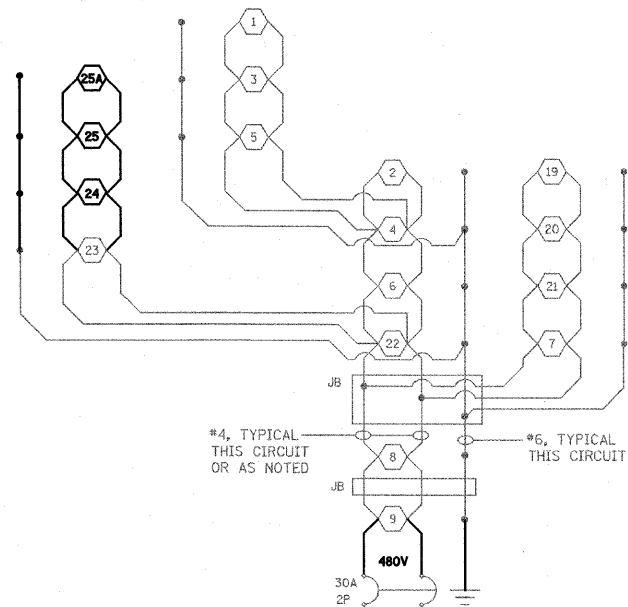 1
25A
3
25
5
2
19
24
4
20
23
6
21
22
7
JB
#4, TYPICAL
THIS CIRCUIT
OR AS NOTED
#6, TYPICAL
THIS CIRCUIT
8
JB
9
480V
30A
2P